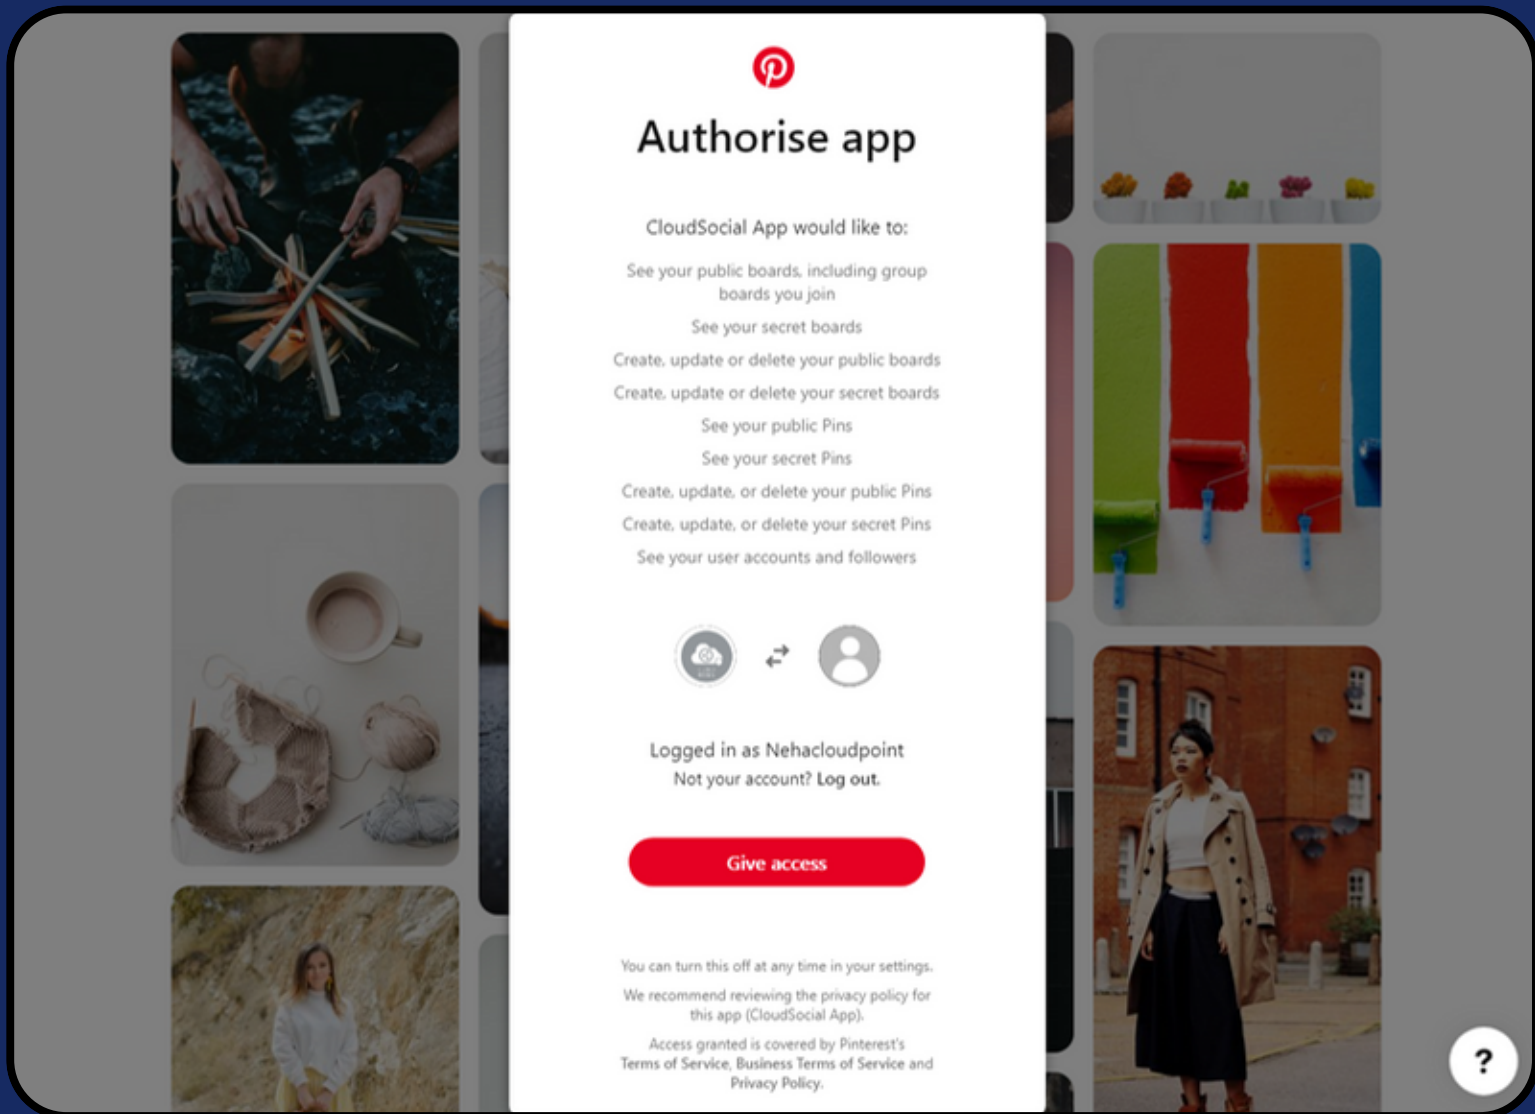 Authorise app
CloudSocial App would like to:
See your public boards, including group
boards you join
See your secret boards
Create, update or delete your public boards
Create, update or delete your secret boards
See your public Pins
See your secret Pins
Create, update, or delete your public Pins
Create, update, or delete your secret Pins
See your user accounts and followers
Logged in as Nehacloudpoint
Not your account? Log out.
Give access
You can turn this off at any time in your settings.
We recommend reviewing the privacy policy for
this app (CloudSocial App).
Access granted is covered by Pinterest's
Terms of Service, Business Terms of Service and
Privacy Policy.
?